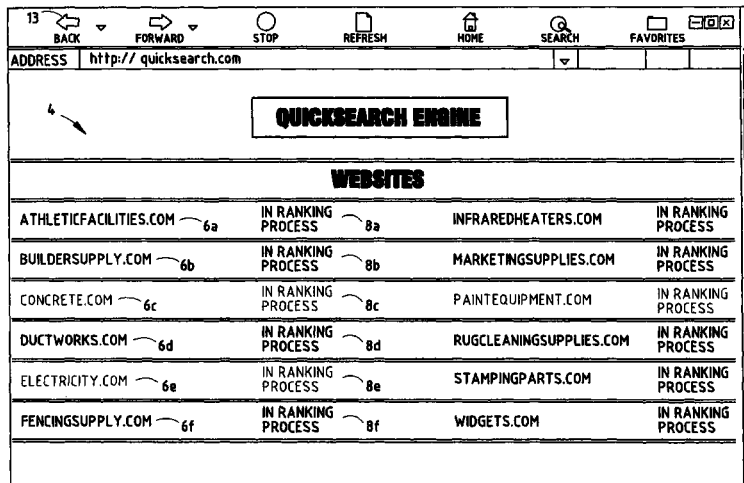 13
BACK FORWARD STOP REFRESH HOME SEARCH FAVORITES
ADDRESS http:// quicksearch.com
4
QUICKSEARCH ENGINE
WEBSITES
ATHLETICFACILITIES.COM 6a IN RANKING PROCESS 8a INFRAREDHEATERS.COM IN RANKING PROCESS
BUILDERSUPPLY.COM 6b IN RANKING PROCESS 8b MARKETINGSUPPLIES.COM IN RANKING PROCESS
CONCRETE.COM 6c IN RANKING PROCESS 8c PAINTEQUIPMENT.COM IN RANKING PROCESS
DUCTWORKS.COM 6d IN RANKING PROCESS 8d RUGCLEANINGSUPPLIES.COM IN RANKING PROCESS
ELECTRICITY.COM 6e IN RANKING PROCESS 8e STAMPINGPARTS.COM IN RANKING PROCESS
FENCINGSUPPLY.COM 6f IN RANKING PROCESS 8f WIDGETS.COM IN RANKING PROCESS